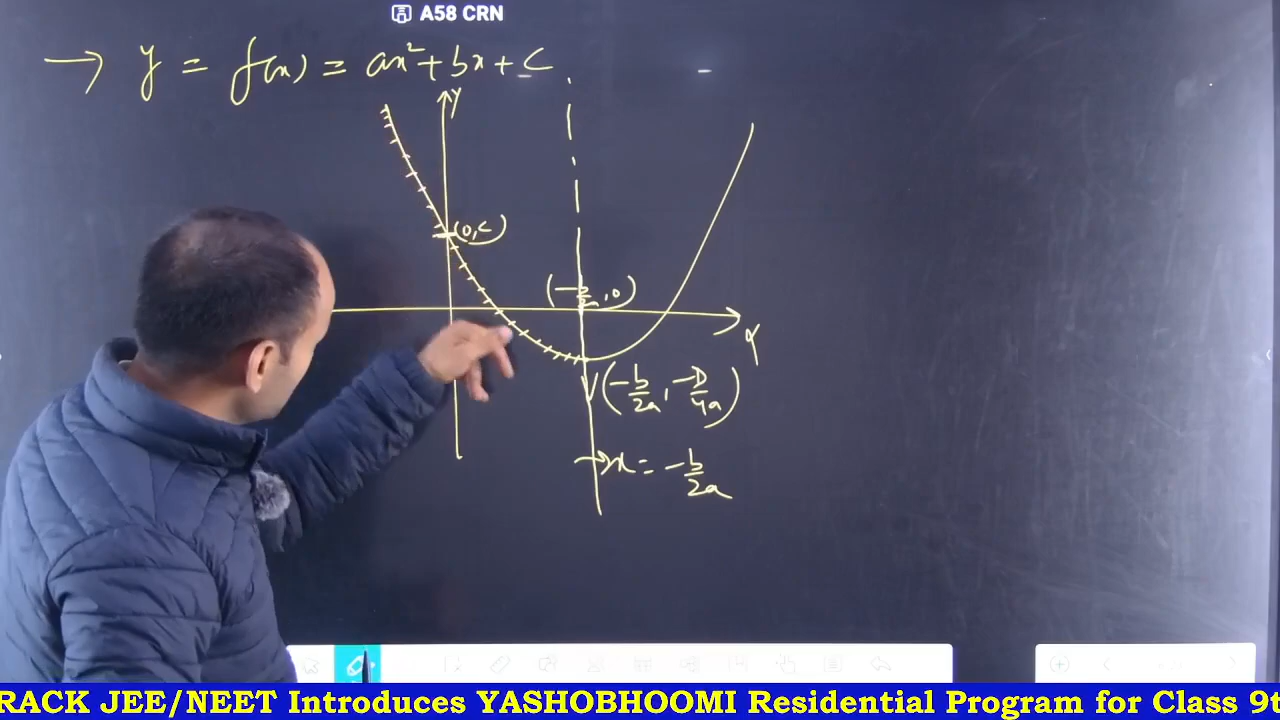 A58 CRN
→ y = f(x) = ax² + bx + c
Y
(0, c)
(-b/2a, 0)
X
V(-b/2a, -D/4a)
→ x = -b/2a
RACK JEE/NEET Introduces YASHOBHOOMI Residential Program for Class 9t